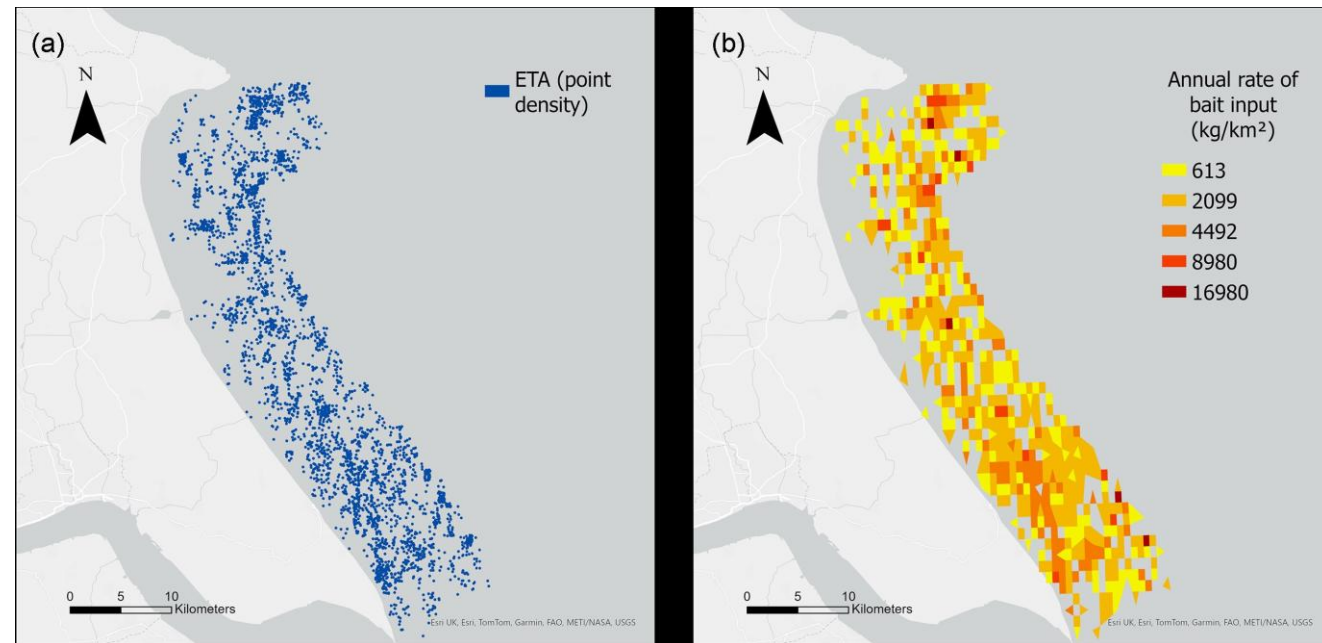 (a)
N
ETA (point
density)
0 5 10
Kilometers
Esri UK, Esri, TomTom, Garmin, FAO, METI/NASA, USGS
(b)
N
Annual rate of
bait input
(kg/km²)
613
2099
4492
8980
16980
0 5 10
Kilometers
Esri UK, Esri, TomTom, Garmin, FAO, METI/NASA, USGS